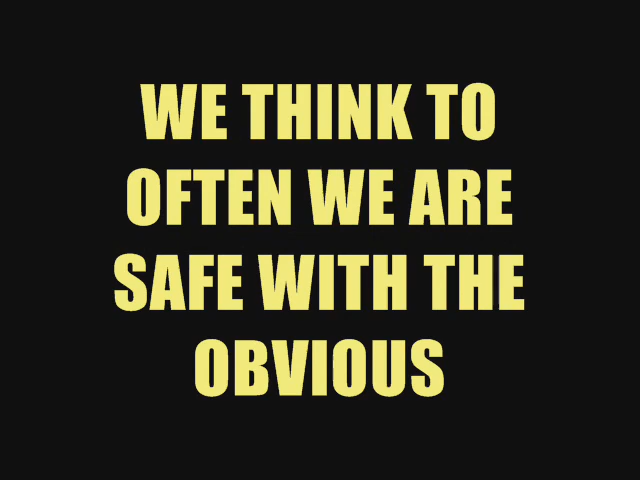 WE THINK TO
OFTEN WE ARE
SAFE WITH THE
OBVIOUS